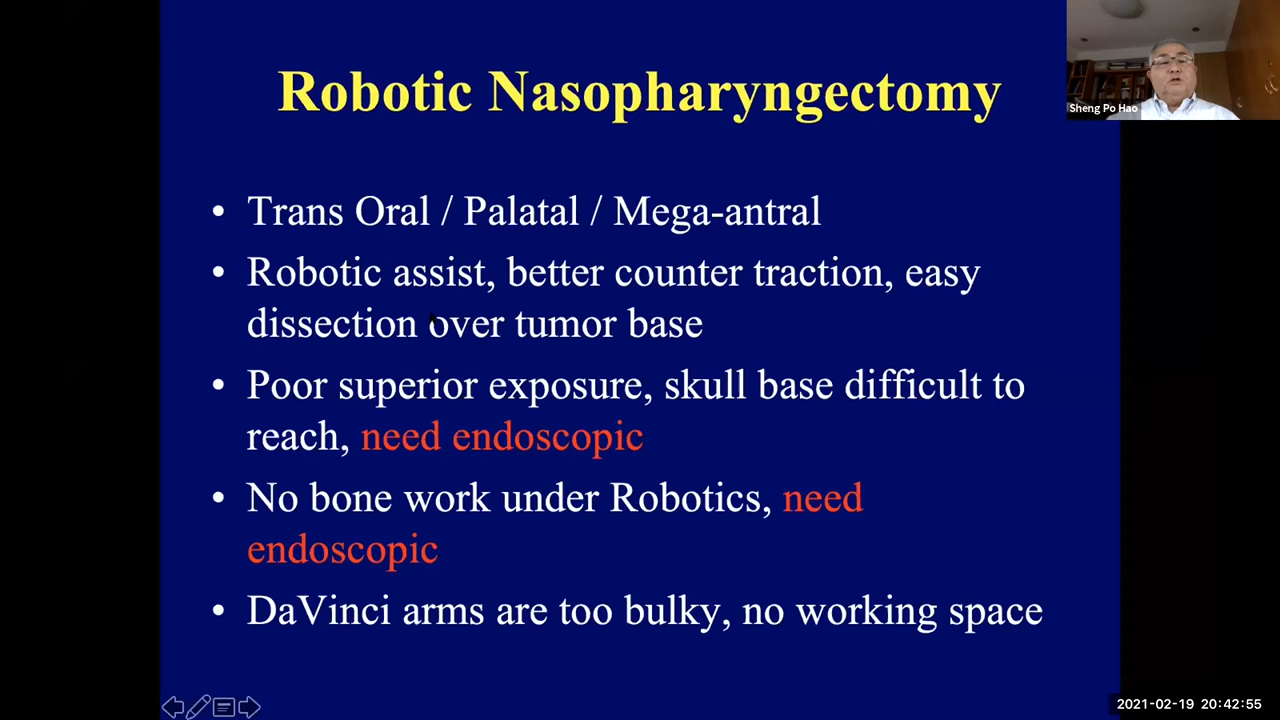 Robotic Nasopharyngectomy
Sheng Po Hao
• Trans Oral / Palatal / Mega-antral
• Robotic assist, better counter traction, easy
dissection over tumor base
• Poor superior exposure, skull base difficult to
reach, need endoscopic
• No bone work under Robotics, need
endoscopic
• DaVinci arms are too bulky, no working space
2021-02-19 20:42:55